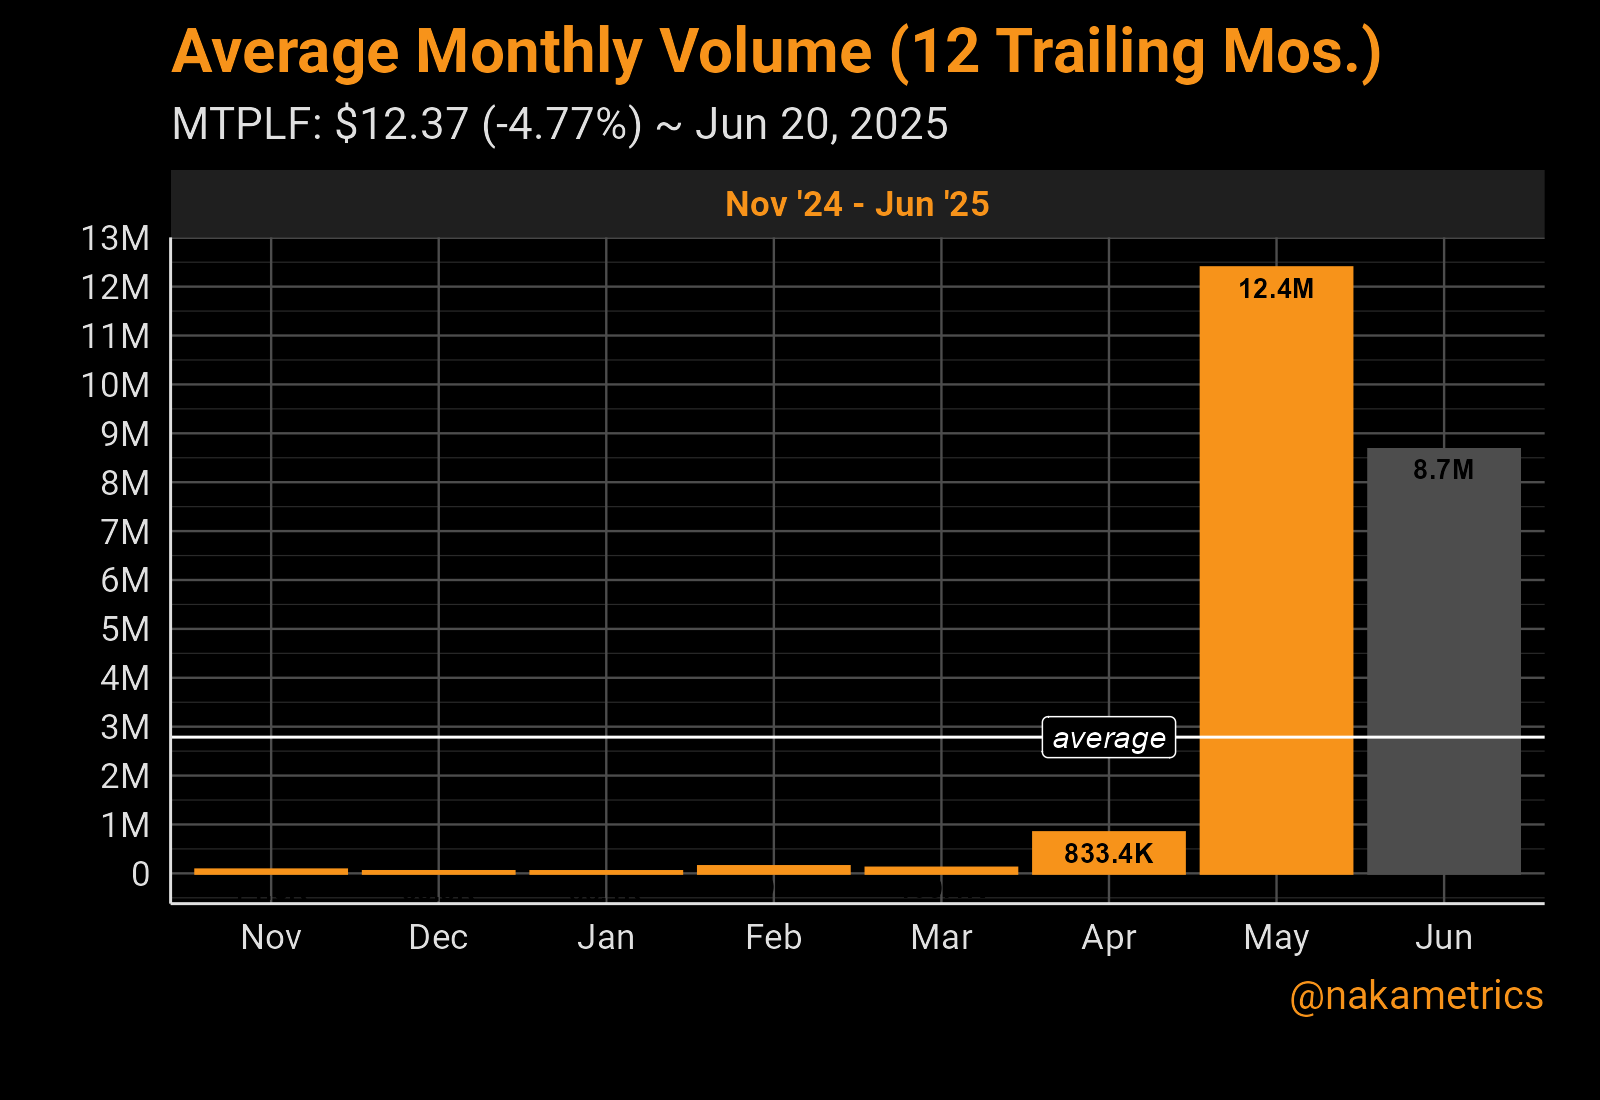 Average Monthly Volume (12 Trailing Mos.)
MTPLF: $12.37 (-4.77%) ~ Jun 20, 2025
Nov '24 - Jun '25
13M
12M
11M
10M
9M
8M
7M
6M
5M
4M
3M
2M
1M
0
12.4M
8.7M
average
833.4K
Nov Dec Jan Feb Mar Apr May Jun
@nakametrics